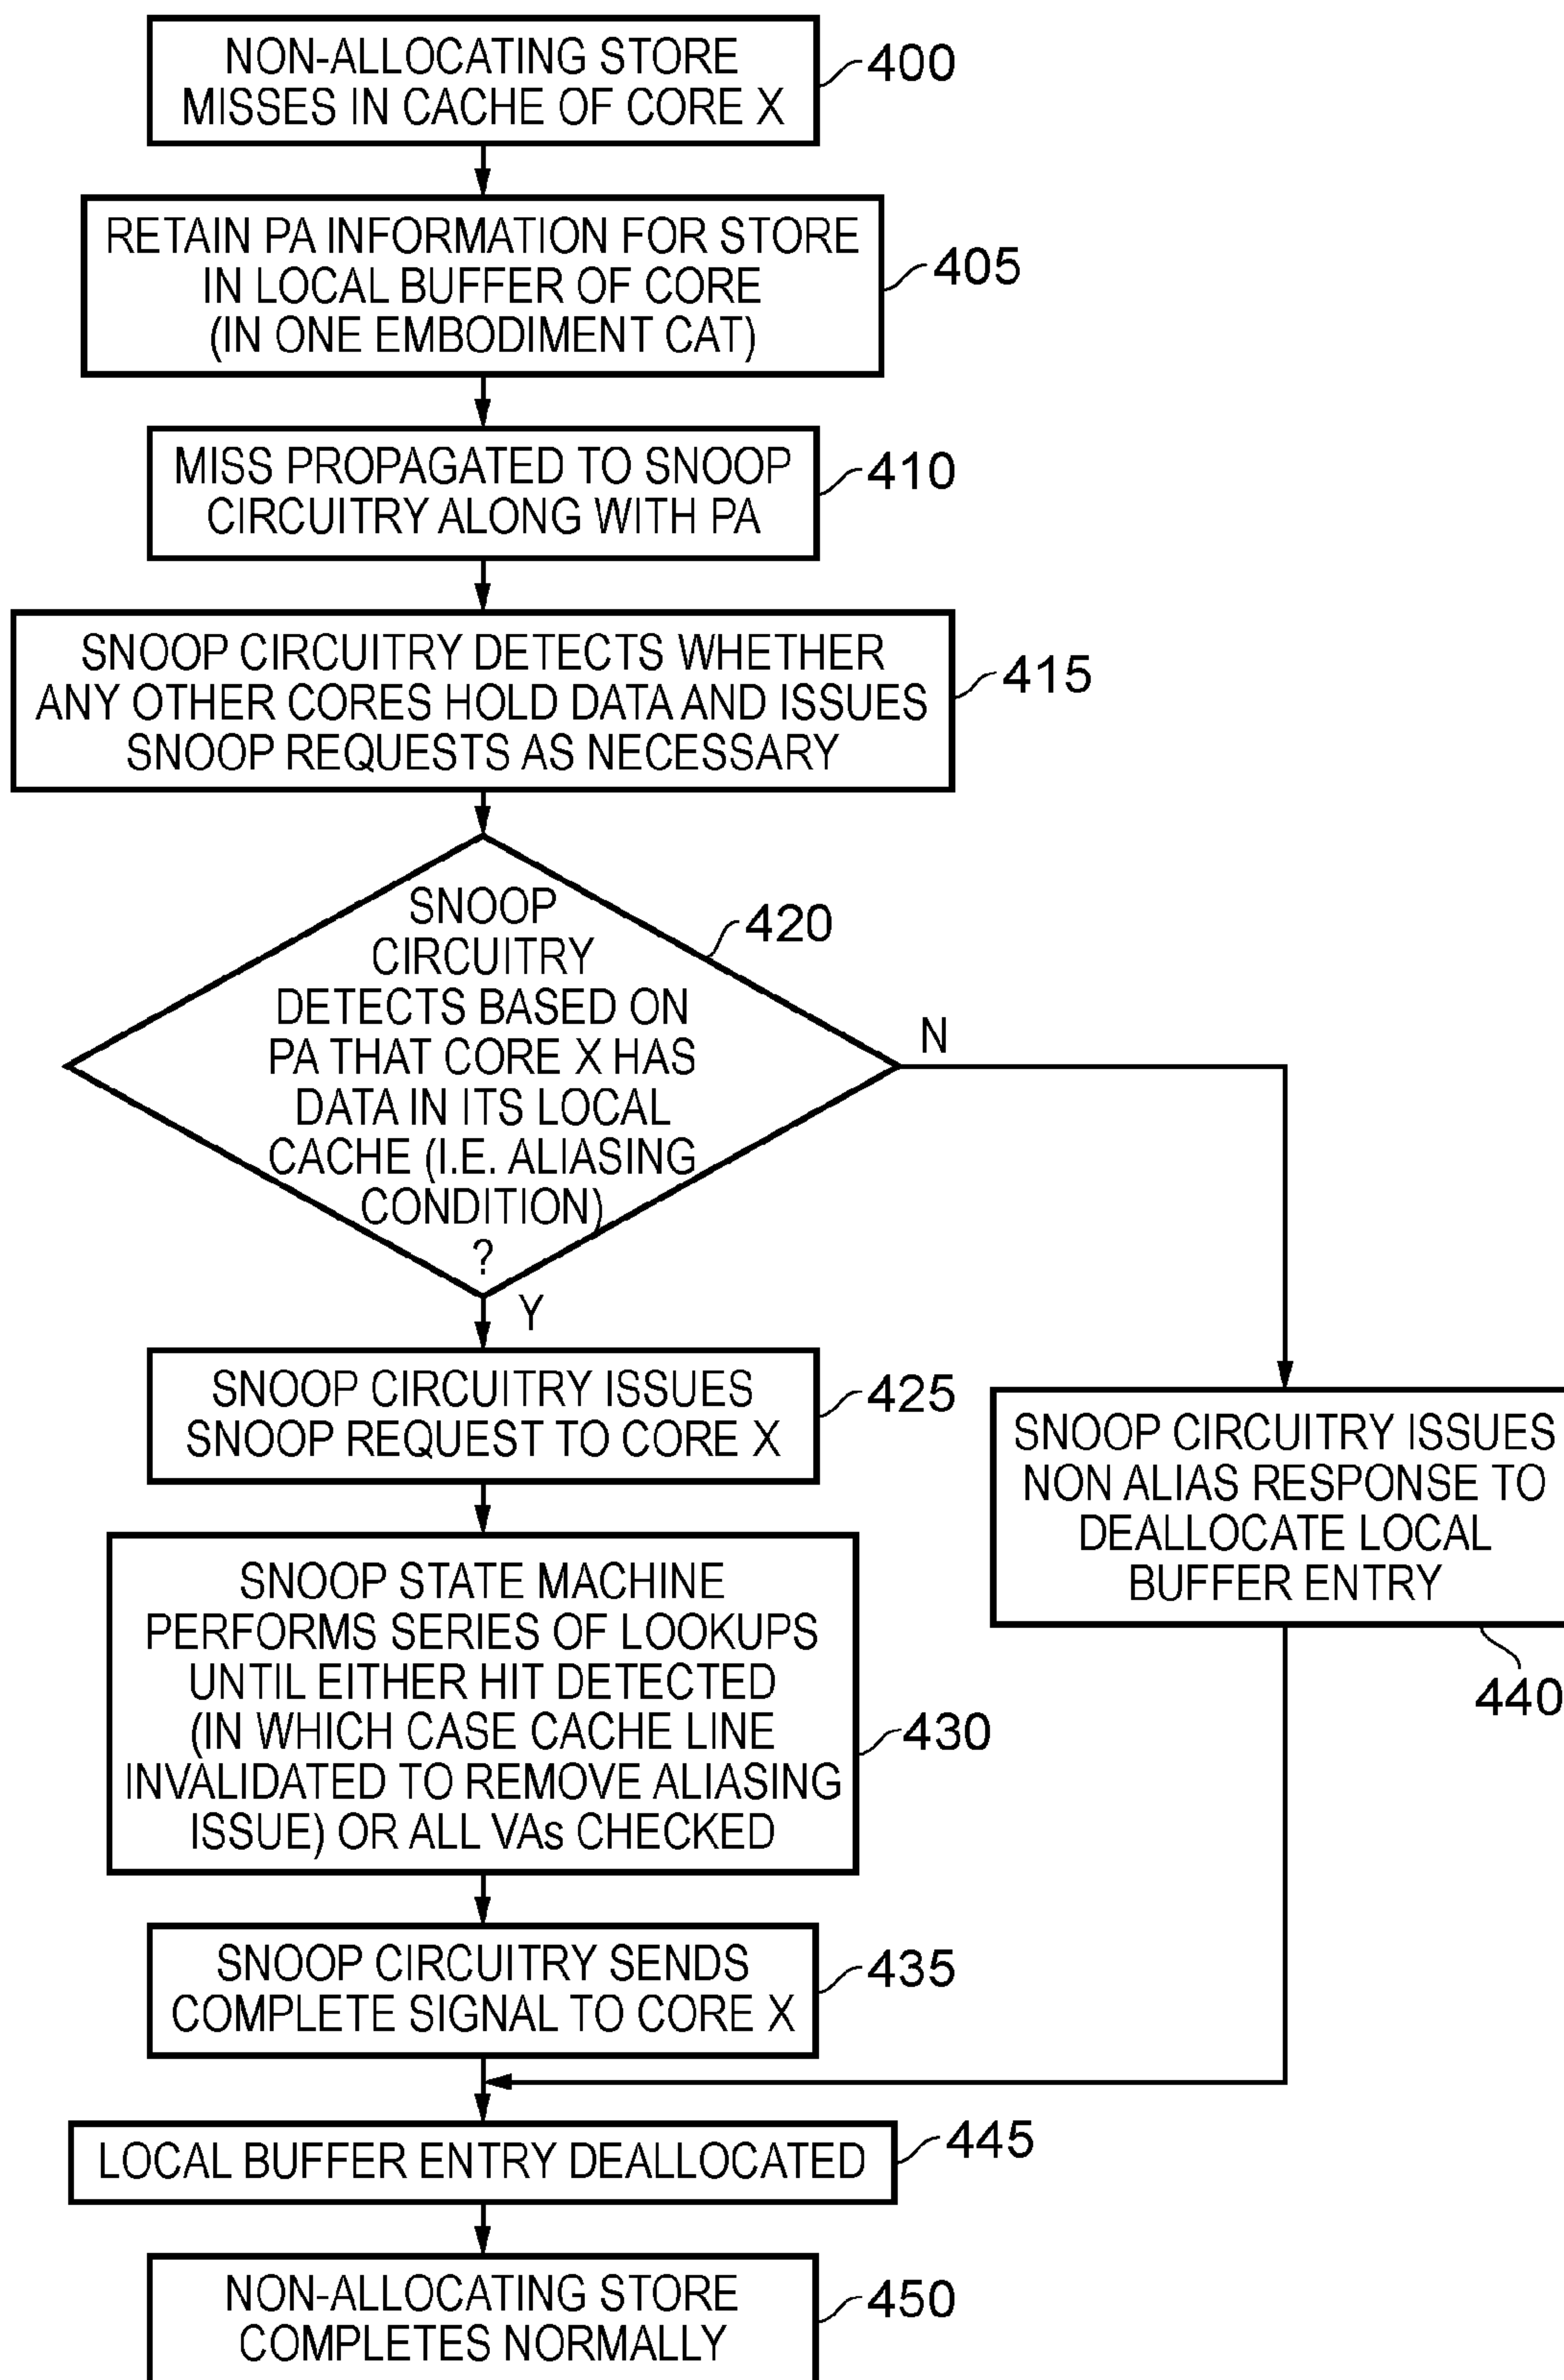 NON-ALLOCATING STORE
MISSES IN CACHE OF CORE X
400
RETAIN PA INFORMATION FOR STORE
IN LOCAL BUFFER OF CORE
(IN ONE EMBODIMENT CAT)
405
MISS PROPAGATED TO SNOOP
CIRCUITRY ALONG WITH PA
410
SNOOP CIRCUITRY DETECTS WHETHER
ANY OTHER CORES HOLD DATA AND ISSUES
SNOOP REQUESTS AS NECESSARY
415
SNOOP
CIRCUITRY
DETECTS BASED ON
PA THAT CORE X HAS
DATA IN ITS LOCAL
CACHE (I.E. ALIASING
CONDITION)
?
420
N
Y
SNOOP CIRCUITRY ISSUES
SNOOP REQUEST TO CORE X
425
SNOOP CIRCUITRY ISSUES
NON ALIAS RESPONSE TO
DEALLOCATE LOCAL
BUFFER ENTRY
440
SNOOP STATE MACHINE
PERFORMS SERIES OF LOOKUPS
UNTIL EITHER HIT DETECTED
(IN WHICH CASE CACHE LINE
INVALIDATED TO REMOVE ALIASING
ISSUE) OR ALL VAs CHECKED
430
SNOOP CIRCUITRY SENDS
COMPLETE SIGNAL TO CORE X
435
LOCAL BUFFER ENTRY DEALLOCATED
445
NON-ALLOCATING STORE
COMPLETES NORMALLY
450